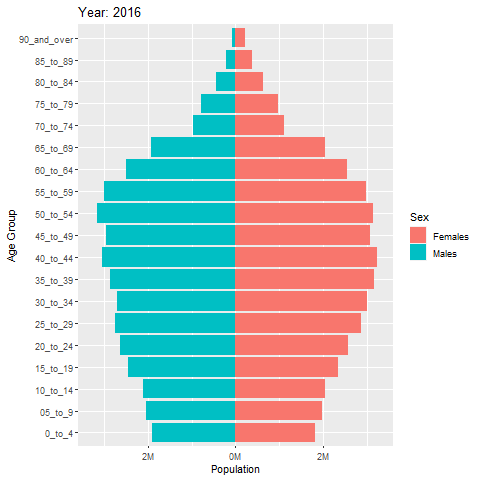 Year: 2016
Age Group
90_and_over
85_to_89
80_to_84
75_to_79
70_to_74
65_to_69
60_to_64
55_to_59
50_to_54
45_to_49
40_to_44
35_to_39
30_to_34
25_to_29
20_to_24
15_to_19
10_to_14
05_to_9
0_to_4
2M 0M 2M
Population
Sex
Females
Males